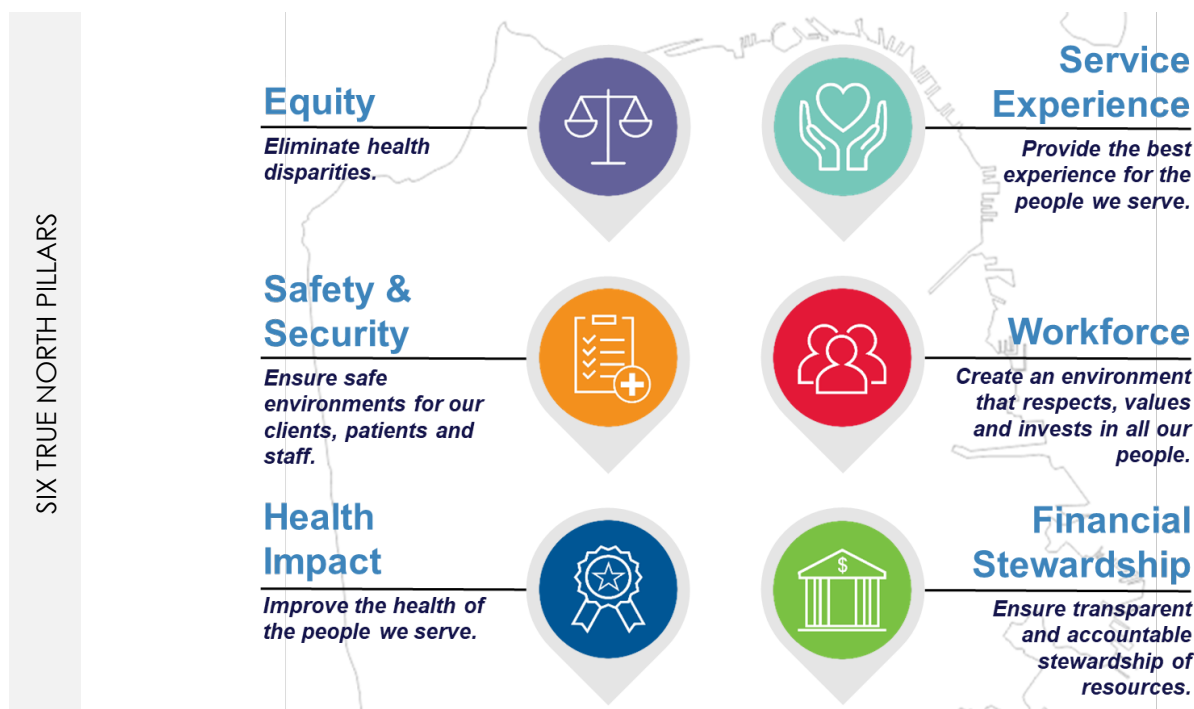 SIX TRUE NORTH PILLARS
Equity
Eliminate health
disparities.
Service
Experience
Provide the best
experience for the
people we serve.
Safety &
Security
Ensure safe
environments for our
clients, patients and
staff.
Workforce
Create an environment
that respects, values
and invests in all our
people.
Health
Impact
Improve the health of
the people we serve.
Financial
Stewardship
$
Ensure transparent
and accountable
stewardship of
resources.